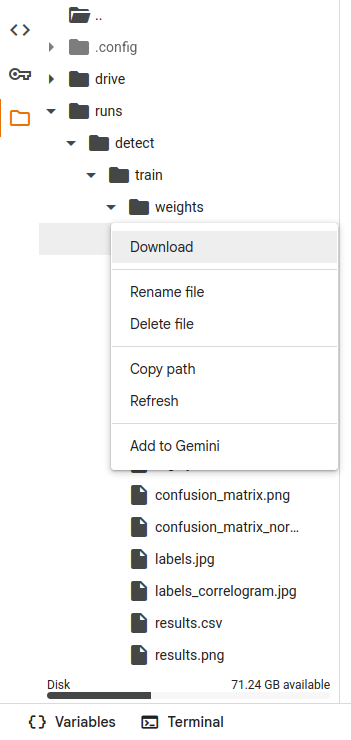 ..
.config
drive
runs
detect
train
weights
Download
Rename file
Delete file
Copy path
Refresh
Add to Gemini
confusion_matrix.png
confusion_matrix_nor...
labels.jpg
labels_correlogram.jpg
results.csv
results.png
Disk 71.24 GB available
Variables Terminal